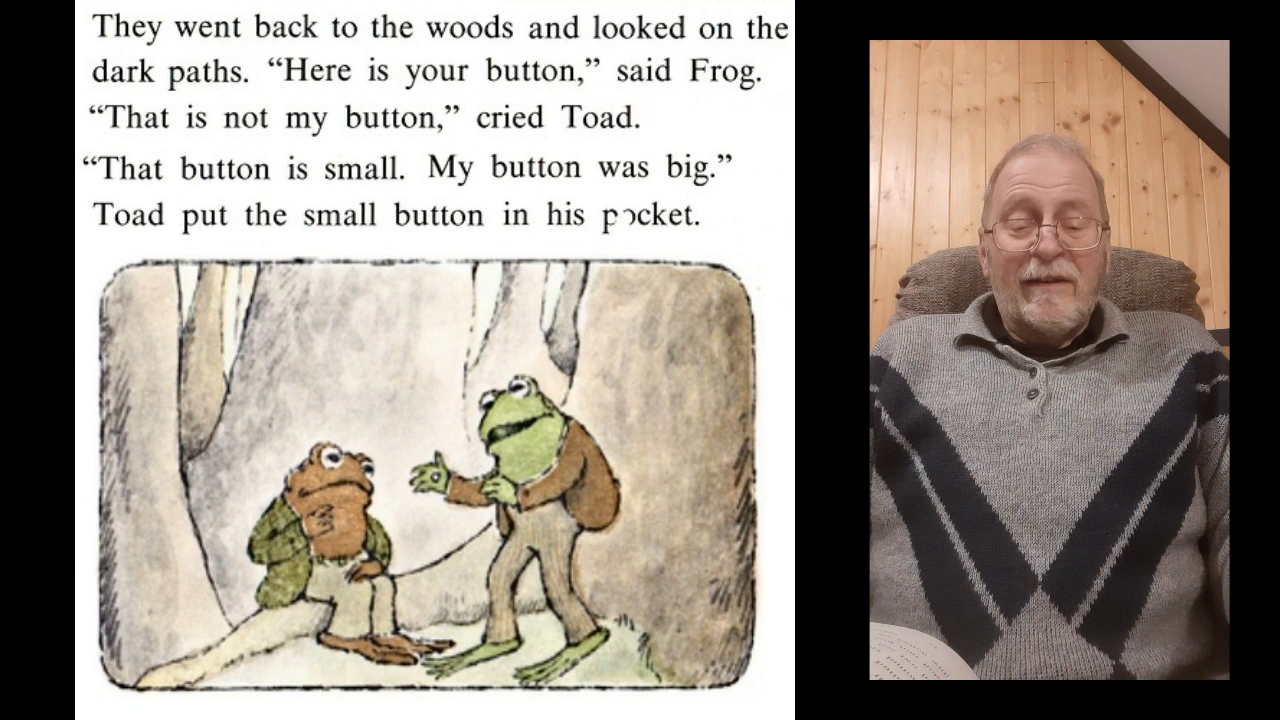 They went back to the woods and looked on the
dark paths. “Here is your button,” said Frog.
“That is not my button,” cried Toad.
“That button is small. My button was big.”
Toad put the small button in his pocket.